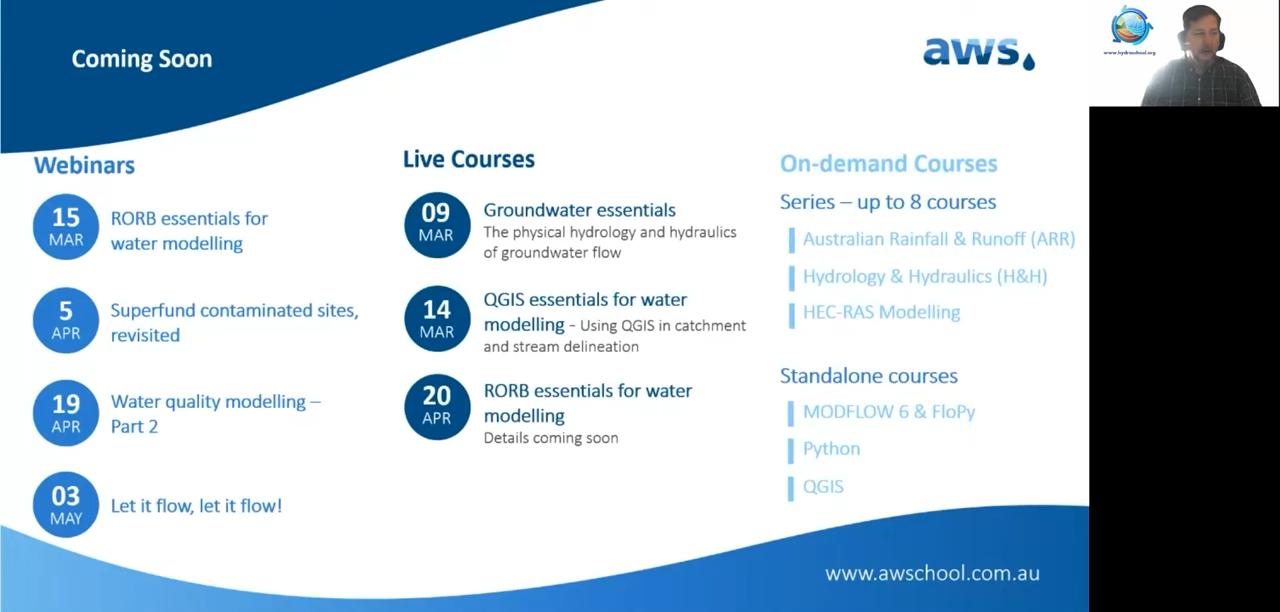 Coming Soon
aws.
www.hydroschool.org
Webinars
15
MAR
RORB essentials for
water modelling
5
APR
Superfund contaminated sites,
revisited
19
APR
Water quality modelling –
Part 2
03
MAY
Let it flow, let it flow!
Live Courses
09
MAR
Groundwater essentials
The physical hydrology and hydraulics
of groundwater flow
14
MAR
QGIS essentials for water
modelling - Using QGIS in catchment
and stream delineation
20
APR
RORB essentials for water
modelling
Details coming soon
On-demand Courses
Series – up to 8 courses
Australian Rainfall & Runoff (ARR)
Hydrology & Hydraulics (H&H)
HEC-RAS Modelling
Standalone courses
MODFLOW 6 & FloPy
Python
QGIS
www.awschool.com.au